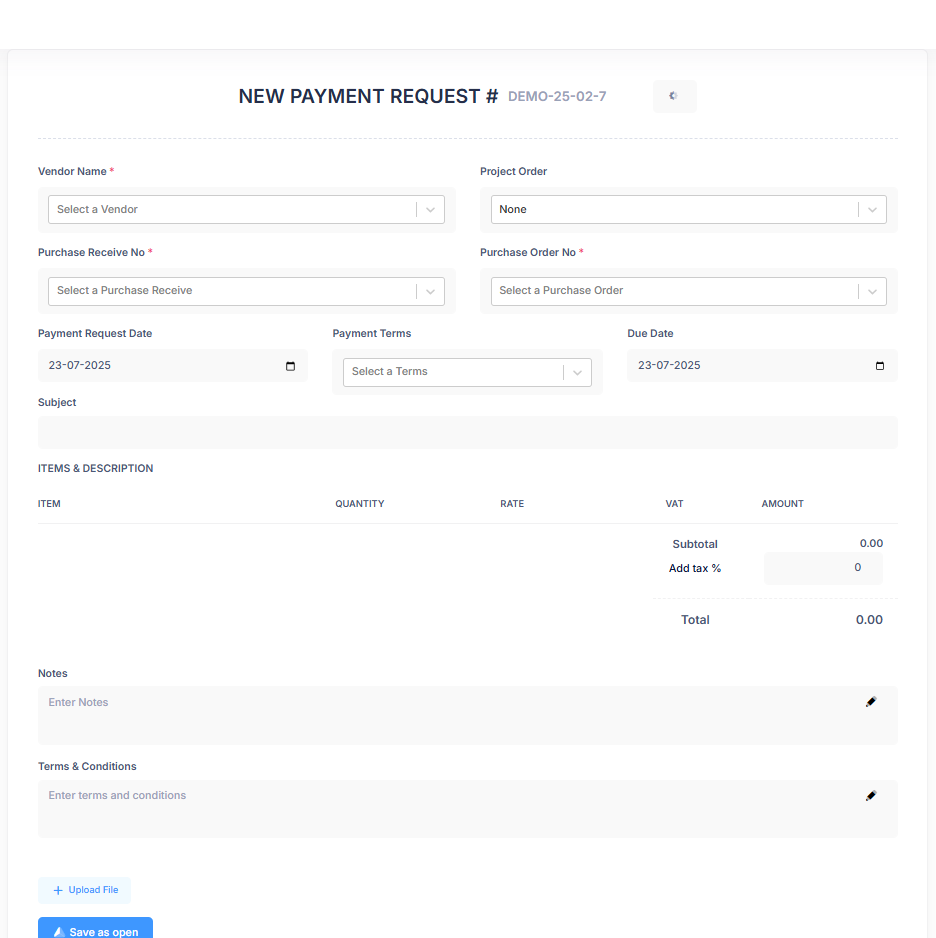 NEW PAYMENT REQUEST # DEMO-25-02-7
Vendor Name * Project Order
Select a Vendor None
Purchase Receive No * Purchase Order No *
Select a Purchase Receive Select a Purchase Order
Payment Request Date Payment Terms Due Date
23-07-2025 Select a Terms 23-07-2025
Subject
ITEMS & DESCRIPTION
ITEM QUANTITY RATE VAT AMOUNT
Subtotal 0.00
Add tax % 0
Total 0.00
Notes
Enter Notes
Terms & Conditions
Enter terms and conditions
+ Upload File
Save as open